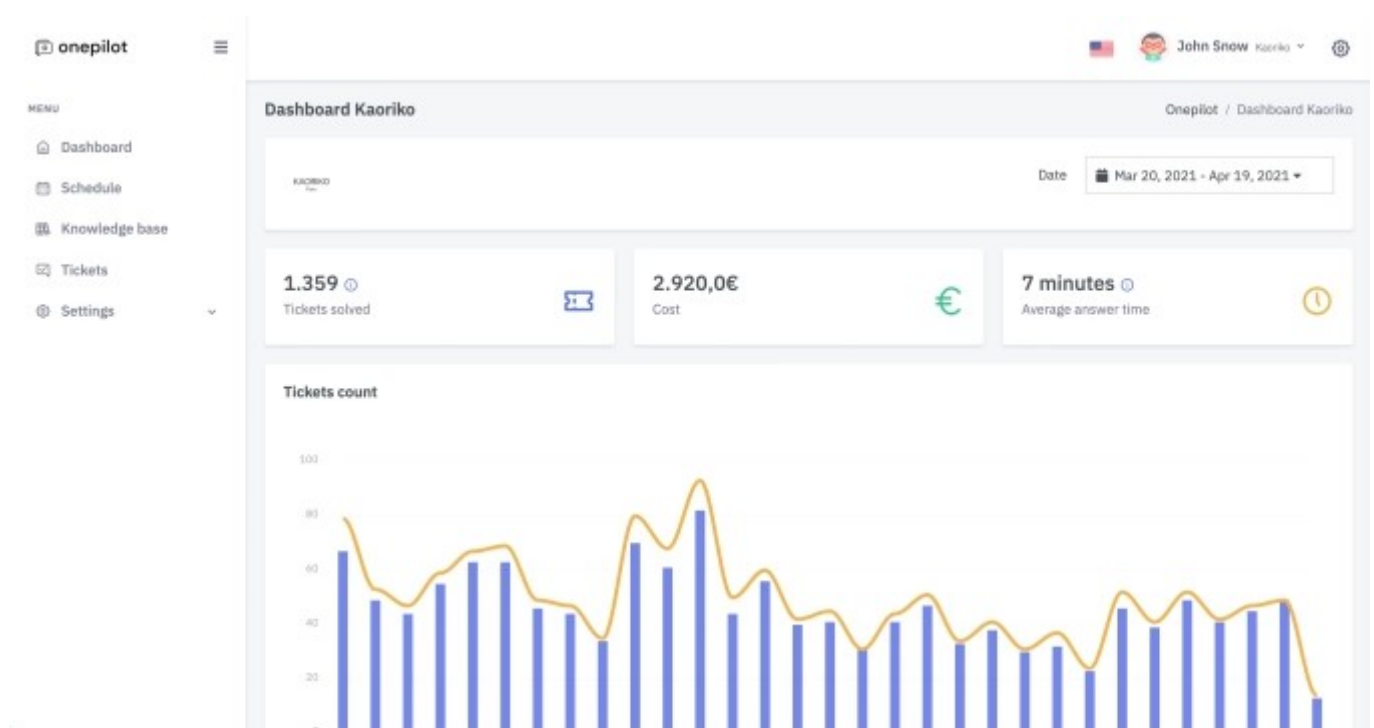 onepilot
John Snow Kaoriko
MENU
Dashboard Kaoriko
Onepilot / Dashboard Kaoriko
Dashboard
Schedule
Knowledge base
Tickets
Settings
KAORIKO
Date
Mar 20, 2021 - Apr 19, 2021
1.359
Tickets solved
2.920,0€
Cost
7 minutes
Average answer time
Tickets count
100
80
60
40
20